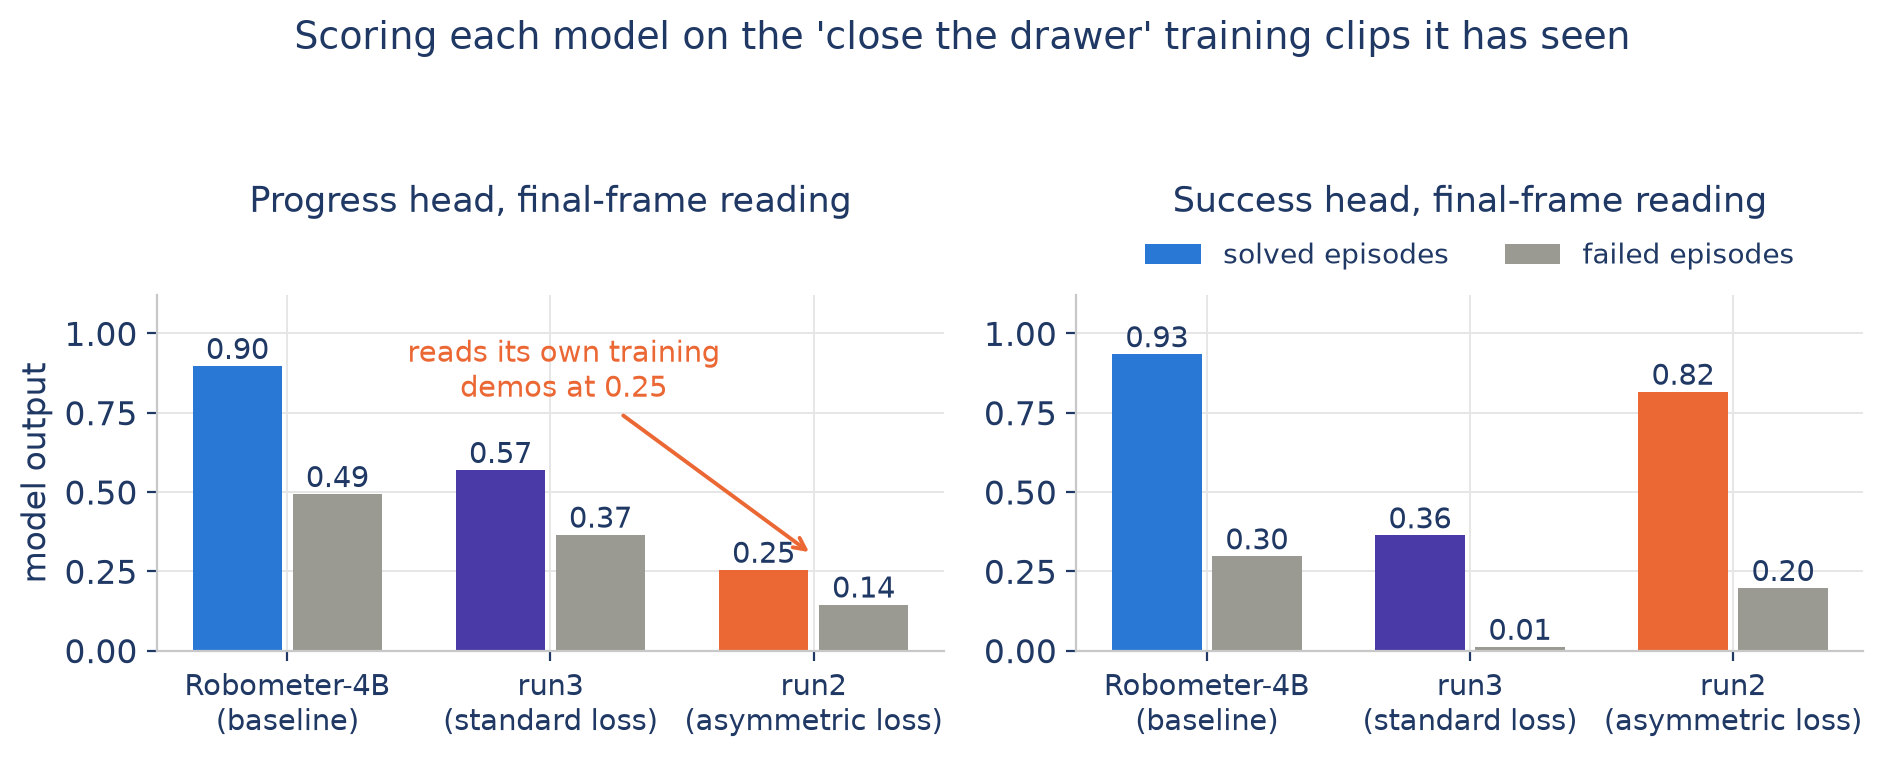 Scoring each model on the 'close the drawer' training clips it has seen
Progress head, final-frame reading
model output
1.00
0.75
0.50
0.25
0.00
0.90
0.49
0.57
0.37
0.25
0.14
reads its own training
demos at 0.25
Robometer-4B
(baseline)
run3
(standard loss)
run2
(asymmetric loss)
Success head, final-frame reading
solved episodes
failed episodes
1.00
0.75
0.50
0.25
0.00
0.93
0.30
0.36
0.01
0.82
0.20
Robometer-4B
(baseline)
run3
(standard loss)
run2
(asymmetric loss)